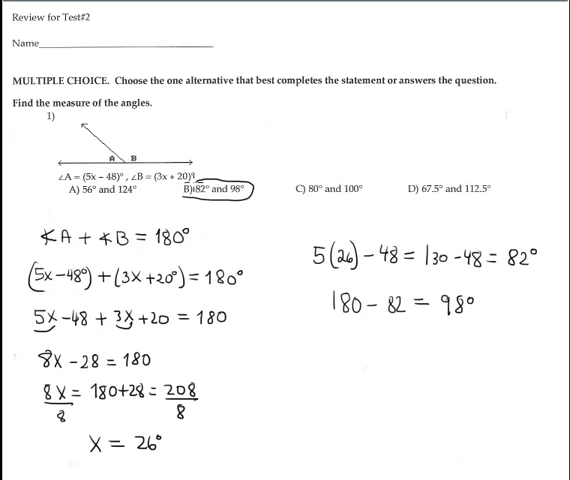 Review for Test#2
Name
MULTIPLE CHOICE. Choose the one alternative that best completes the statement or answers the question.
Find the measure of the angles.
1)
A B
∠A = (5x - 48)° , ∠B = (3x + 20)°
A) 56° and 124° B) 82° and 98° C) 80° and 100° D) 67.5° and 112.5°
∡A + ∡B = 180°
(5x-48°) + (3x+20°) = 180°
5x - 48 + 3x + 20 = 180
8x - 28 = 180
8x = 180+28 = 208
8 8
x = 26°
5(26) - 48 = 130 - 48 = 82°
180 - 82 = 98°